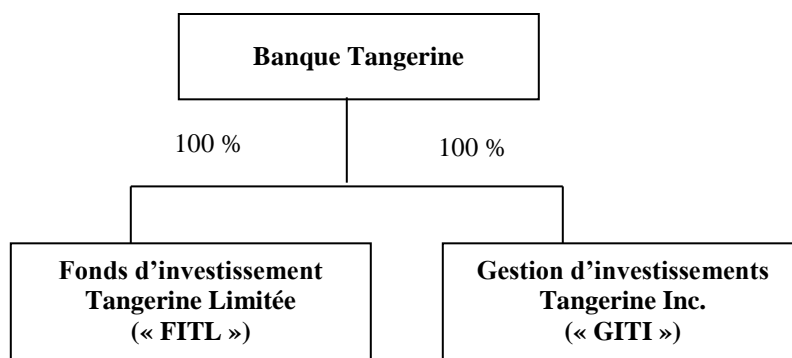 Banque Tangerine
100 %
100 %
Fonds d’investissement
Tangerine Limitée
(« FITL »)
Gestion d’investissements
Tangerine Inc.
(« GITI »)